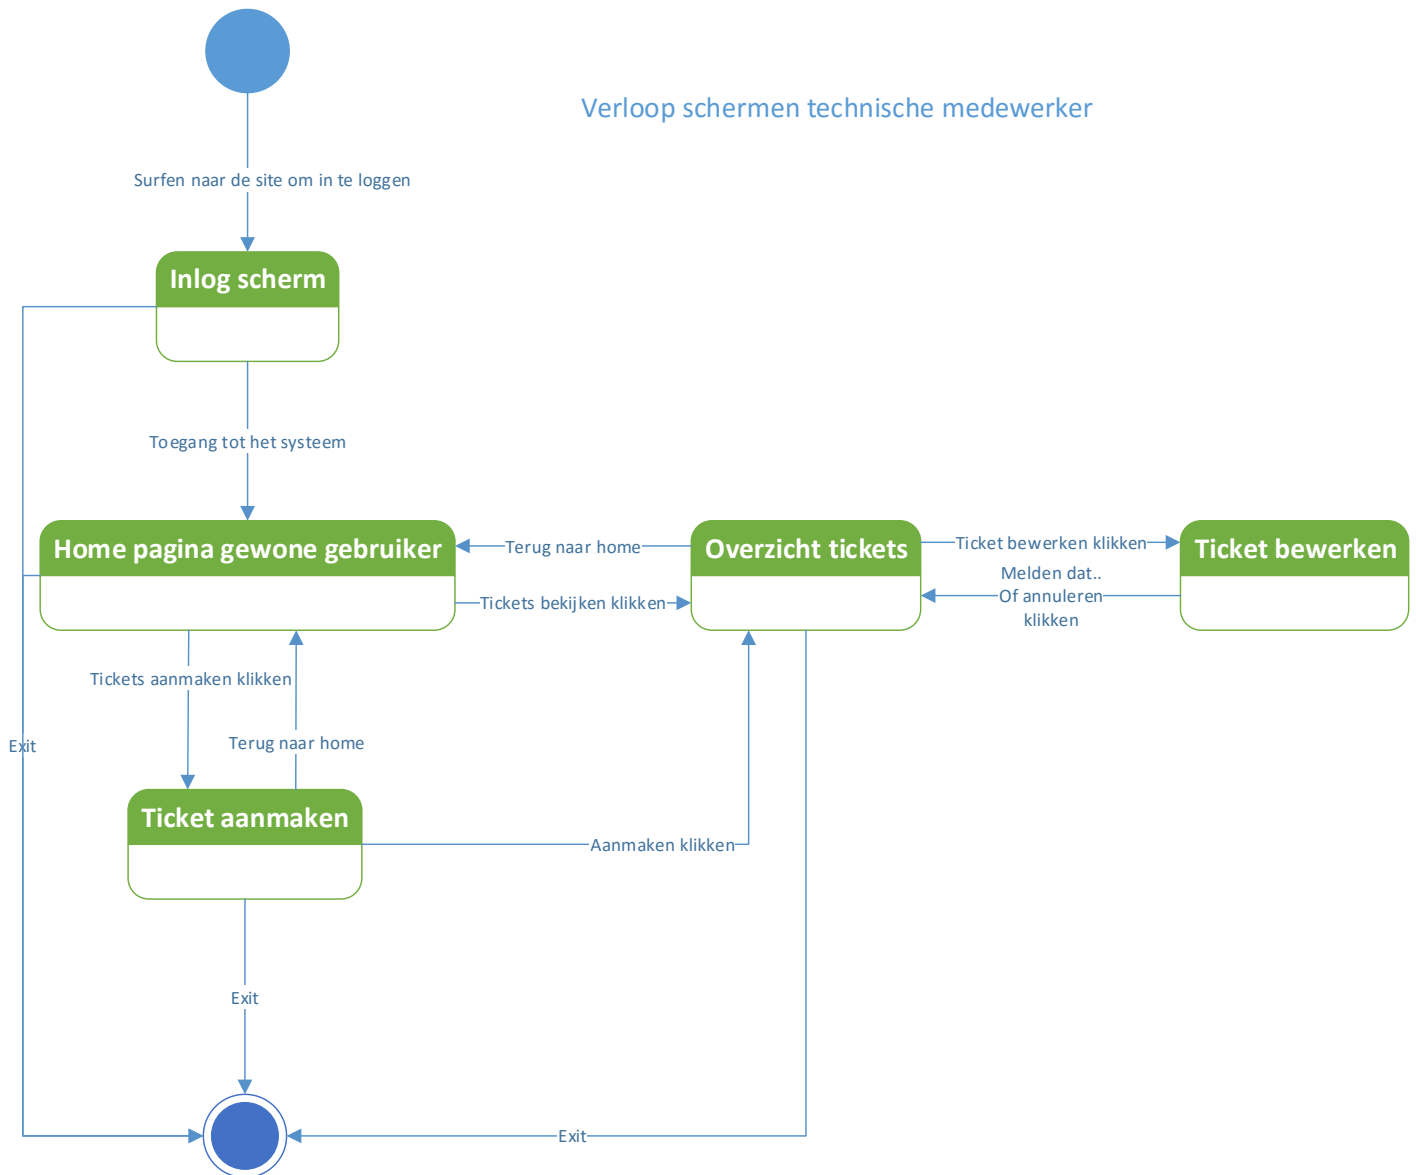 Verloop schermen technische medewerker
Surfen naar de site om in te loggen
Inlog scherm
Toegang tot het systeem
Home pagina gewone gebruiker
Terug naar home
Tickets bekijken klikken
Overzicht tickets
Ticket bewerken klikken
Melden dat..
Of annuleren
klikken
Ticket bewerken
Tickets aanmaken klikken
Terug naar home
Exit
Ticket aanmaken
Aanmaken klikken
Exit
Exit